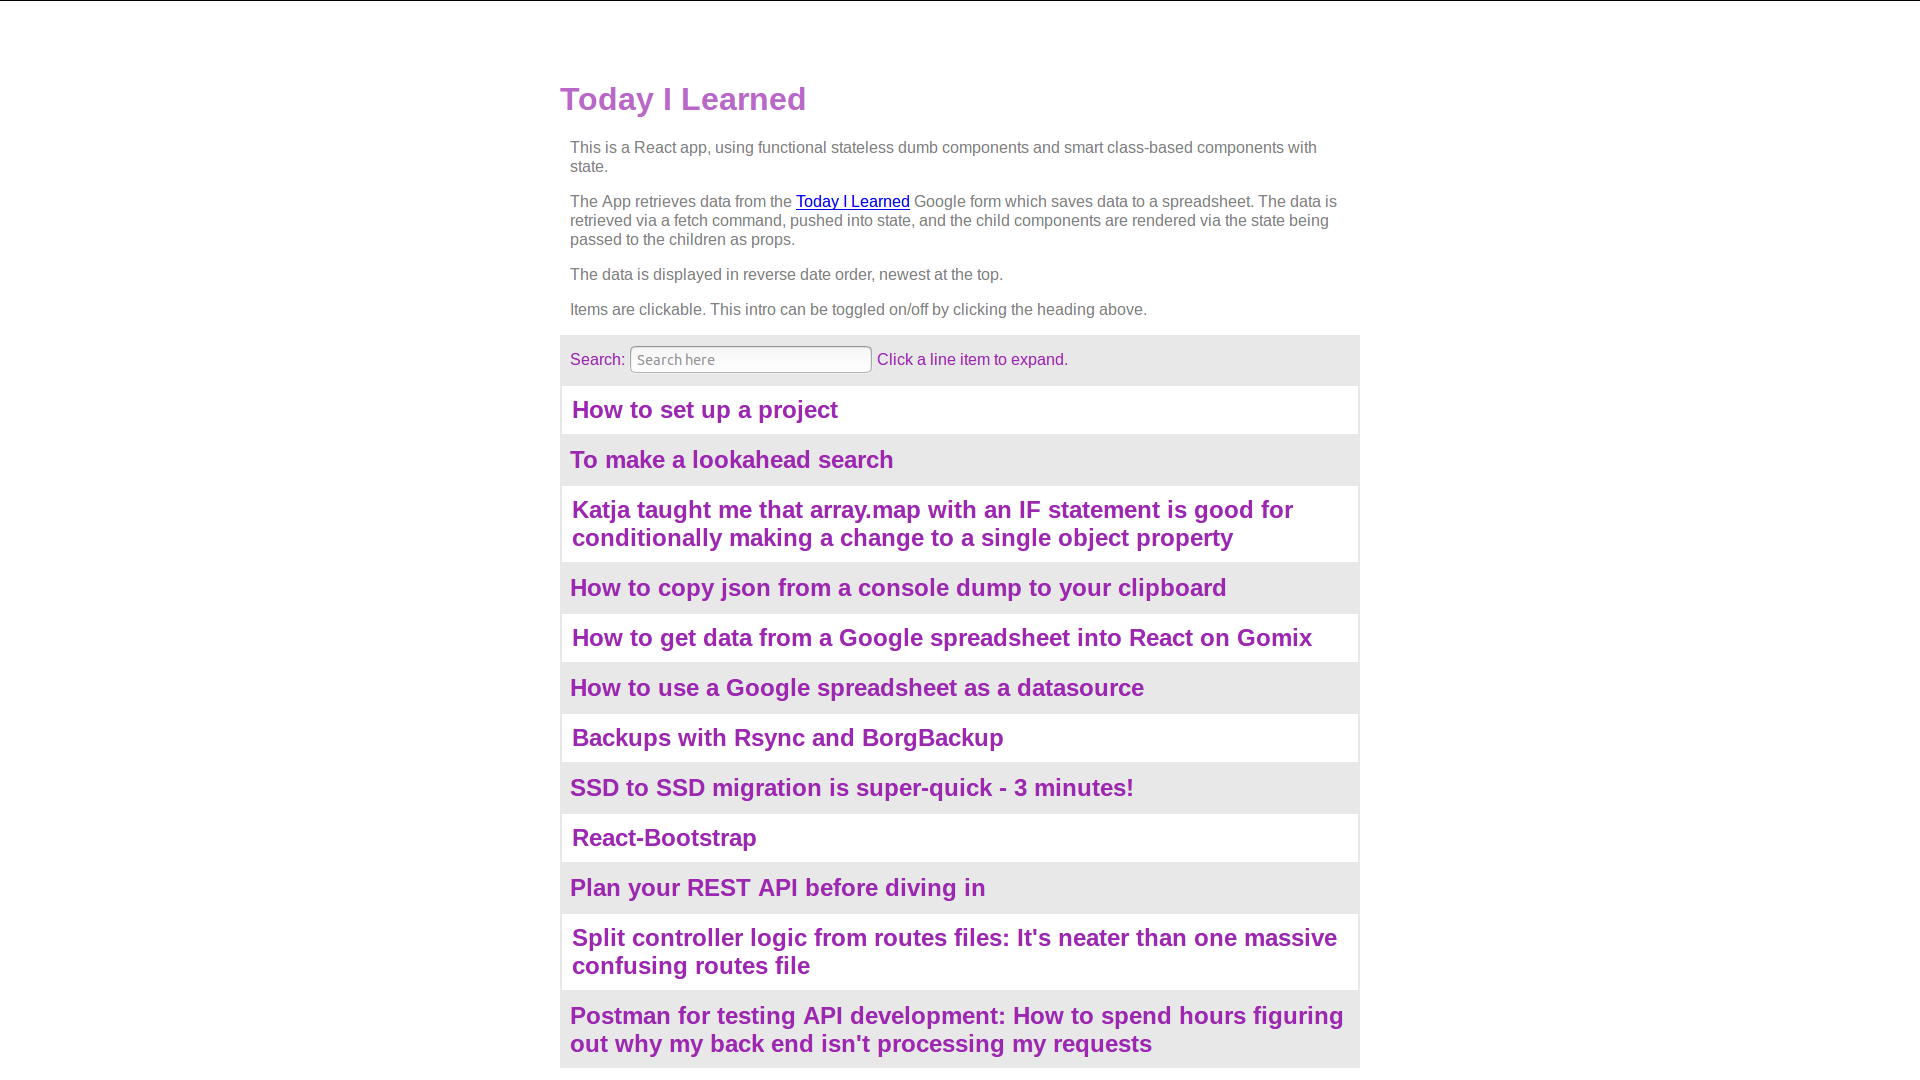 Today I Learned
This is a React app, using functional stateless dumb components and smart class-based components with
state.
The App retrieves data from the Today I Learned Google form which saves data to a spreadsheet. The data is
retrieved via a fetch command, pushed into state, and the child components are rendered via the state being
passed to the children as props.
The data is displayed in reverse date order, newest at the top.
Items are clickable. This intro can be toggled on/off by clicking the heading above.
Search: Search here Click a line item to expand.
How to set up a project
To make a lookahead search
Katja taught me that array.map with an IF statement is good for
conditionally making a change to a single object property
How to copy json from a console dump to your clipboard
How to get data from a Google spreadsheet into React on Gomix
How to use a Google spreadsheet as a datasource
Backups with Rsync and BorgBackup
SSD to SSD migration is super-quick - 3 minutes!
React-Bootstrap
Plan your REST API before diving in
Split controller logic from routes files: It's neater than one massive
confusing routes file
Postman for testing API development: How to spend hours figuring
out why my back end isn't processing my requests